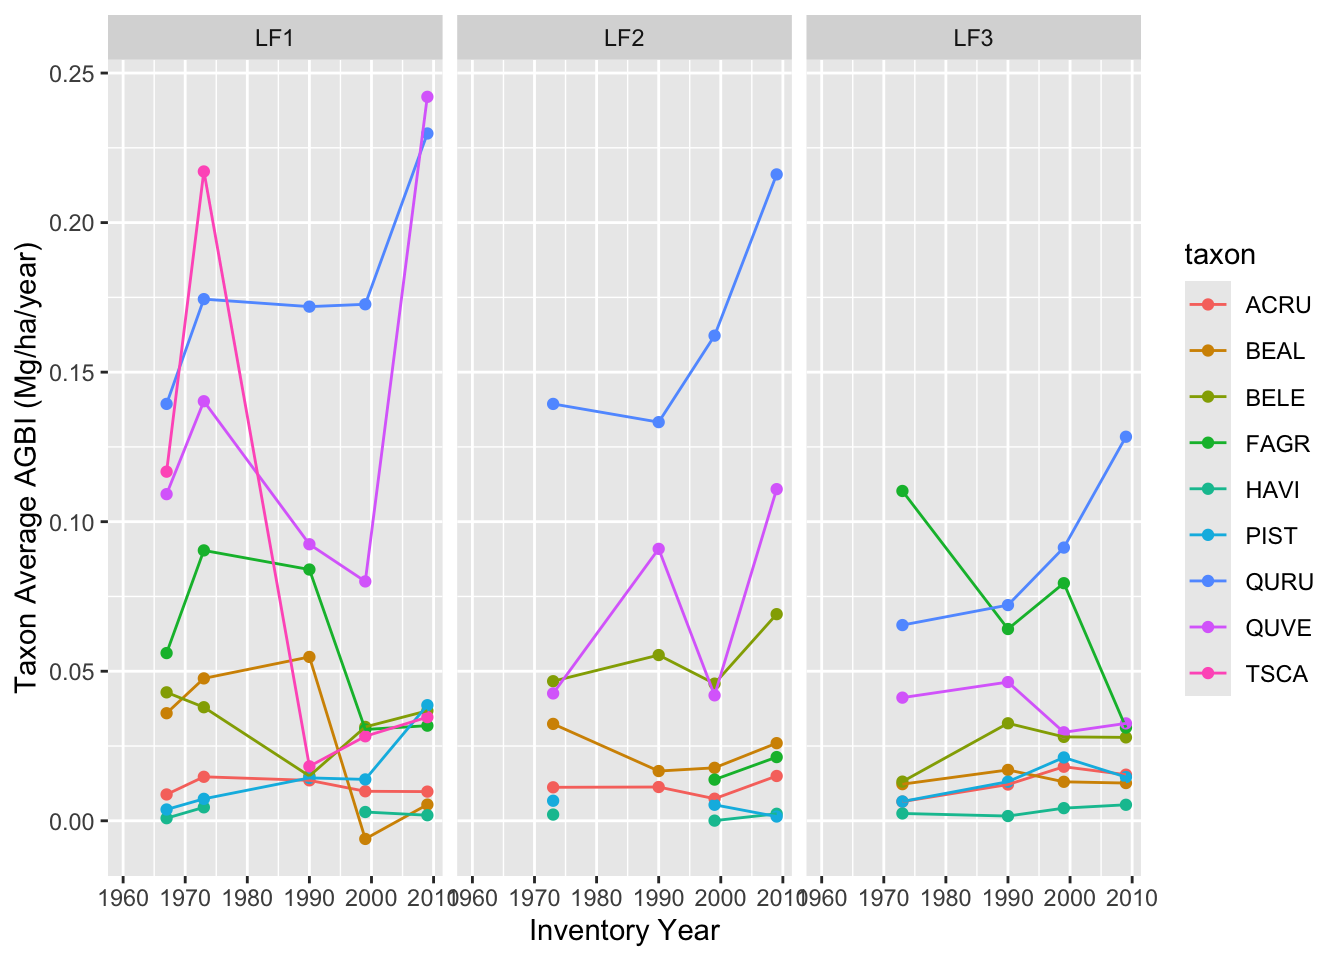 LF1 LF2 LF3
0.25
0.20
0.15
0.10
0.05
0.00
Taxon Average AGBI (Mg/ha/year)
1960 1970 1980 1990 2000 2010 1960 1970 1980 1990 2000 2010 1960 1970 1980 1990 2000 2010
Inventory Year
taxon
ACRU
BEAL
BELE
FAGR
HAVI
PIST
QURU
QUVE
TSCA